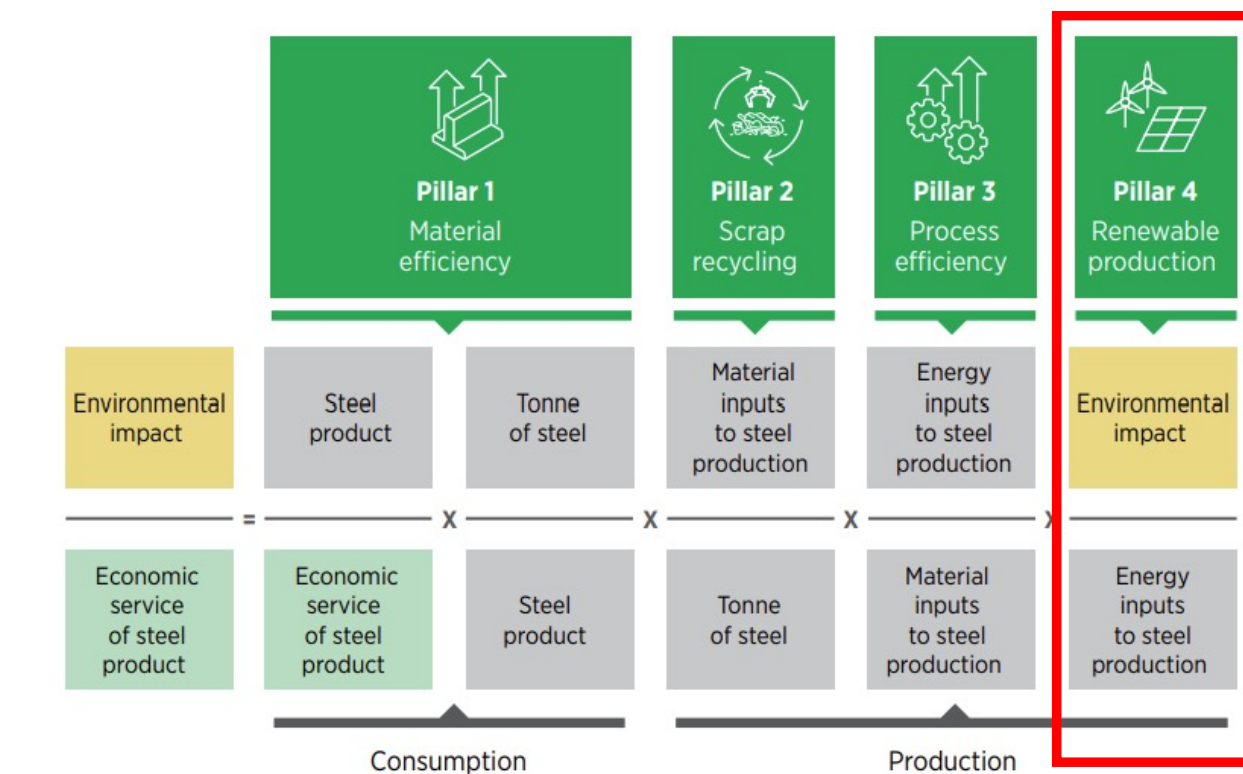 Pillar 1
Material
efficiency
Pillar 2
Scrap
recycling
Pillar 3
Process
efficiency
Pillar 4
Renewable
production
Environmental
impact
Steel
product
Tonne
of steel
Material
inputs
to steel
production
Energy
inputs
to steel
production
Environmental
impact
= X X X X
Economic
service
of steel
product
Economic
service
of steel
product
Steel
product
Tonne
of steel
Material
inputs
to steel
production
Energy
inputs
to steel
production
Consumption
Production